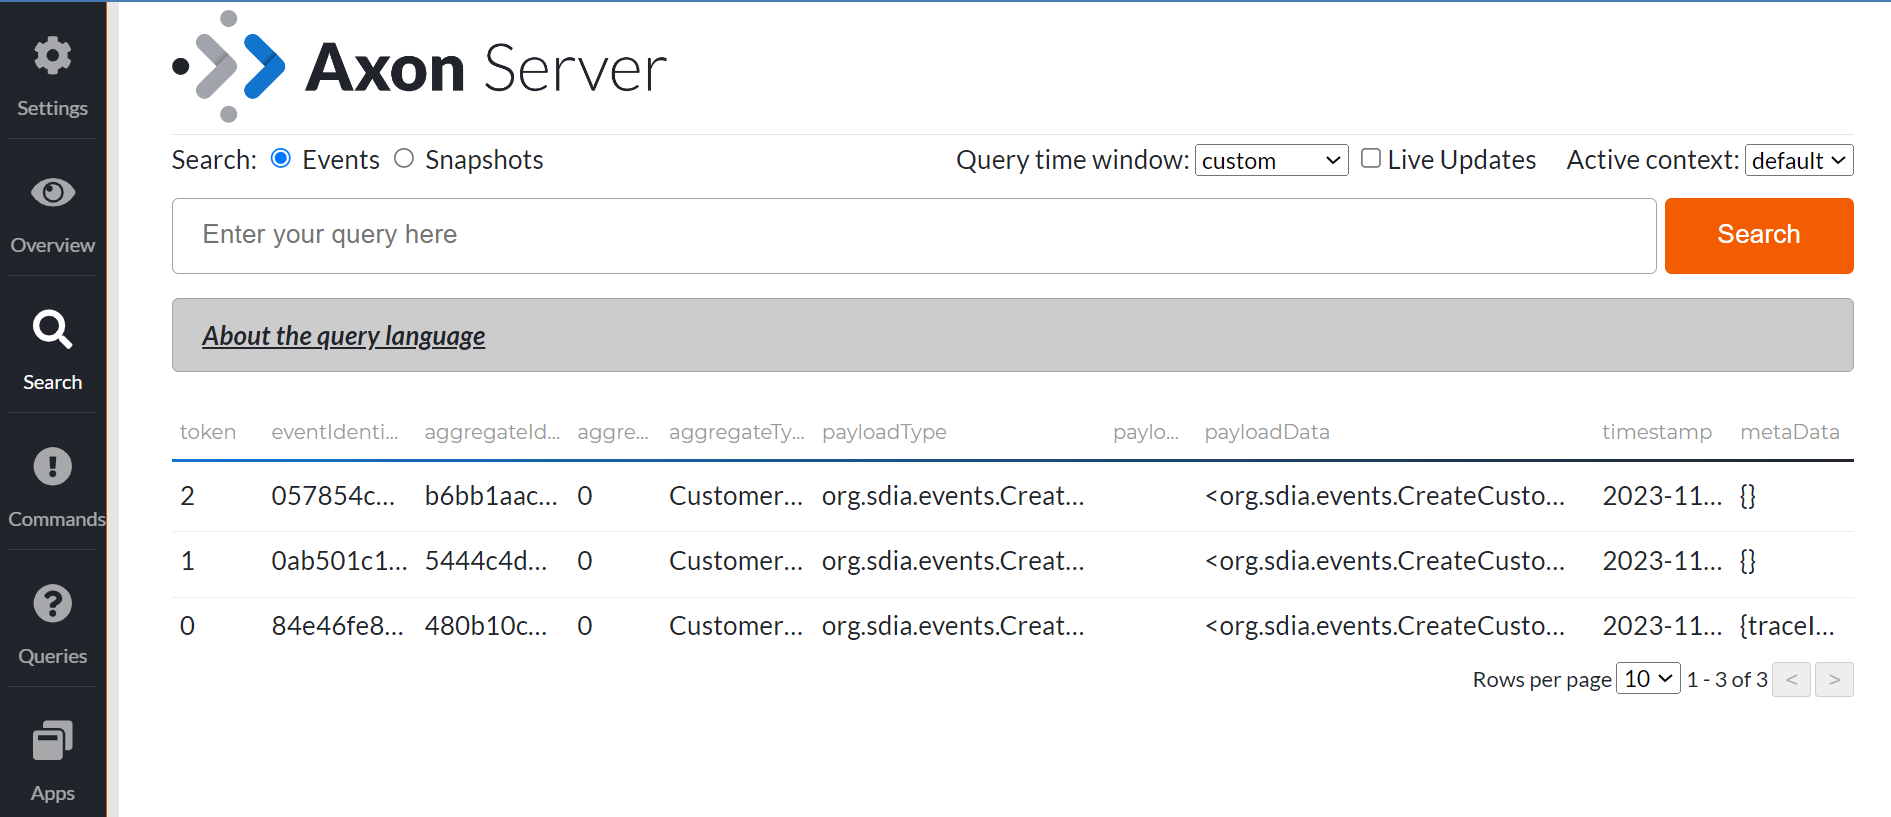 Settings
Overview
Search
Commands
Queries
Apps
Axon Server
Search: Events Snapshots Query time window: custom Live Updates Active context: default
Enter your query here Search
About the query language
token eventIdenti... aggregateId... aggre... aggregateTy... payloadType paylo... payloadData timestamp metaData
2 057854c... b6bb1aac... 0 Customer... org.sdia.events.Creat... <org.sdia.events.CreateCusto... 2023-11... {}
1 0ab501c1... 5444c4d... 0 Customer... org.sdia.events.Creat... <org.sdia.events.CreateCusto... 2023-11... {}
0 84e46fe8... 480b10c... 0 Customer... org.sdia.events.Creat... <org.sdia.events.CreateCusto... 2023-11... {traceI...
Rows per page 10 1 - 3 of 3 < >